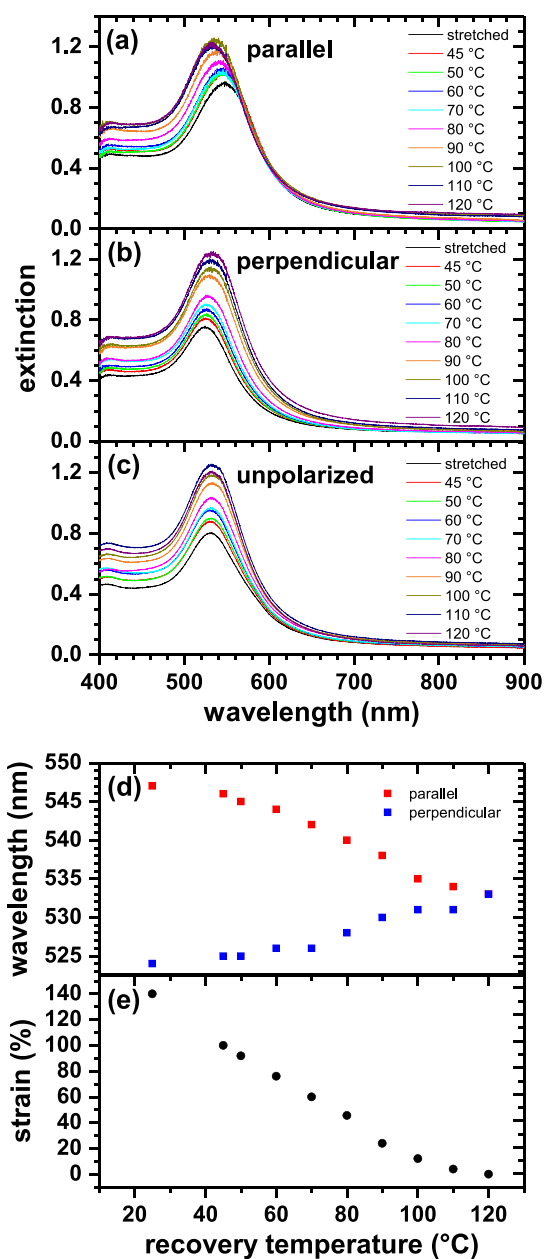 (a) parallel
stretched
45 °C
50 °C
60 °C
70 °C
80 °C
90 °C
100 °C
110 °C
120 °C
1.2
0.8
0.4
0.0
(b) perpendicular
stretched
45 °C
50 °C
60 °C
70 °C
80 °C
90 °C
100 °C
110 °C
120 °C
1.2
0.8
0.4
0.0
extinction
(c) unpolarized
stretched
45 °C
50 °C
60 °C
70 °C
80 °C
90 °C
100 °C
110 °C
120 °C
1.2
0.8
0.4
0.0
400 500 600 700 800 900
wavelength (nm)
(d)
parallel
perpendicular
550
545
540
535
530
525
wavelength (nm)
(e)
140
120
100
80
60
40
20
0
strain (%)
20 40 60 80 100 120
recovery temperature (°C)